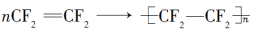 nCF₂=CF₂ ⟶ ⁅CF₂—CF₂⁆ₙ